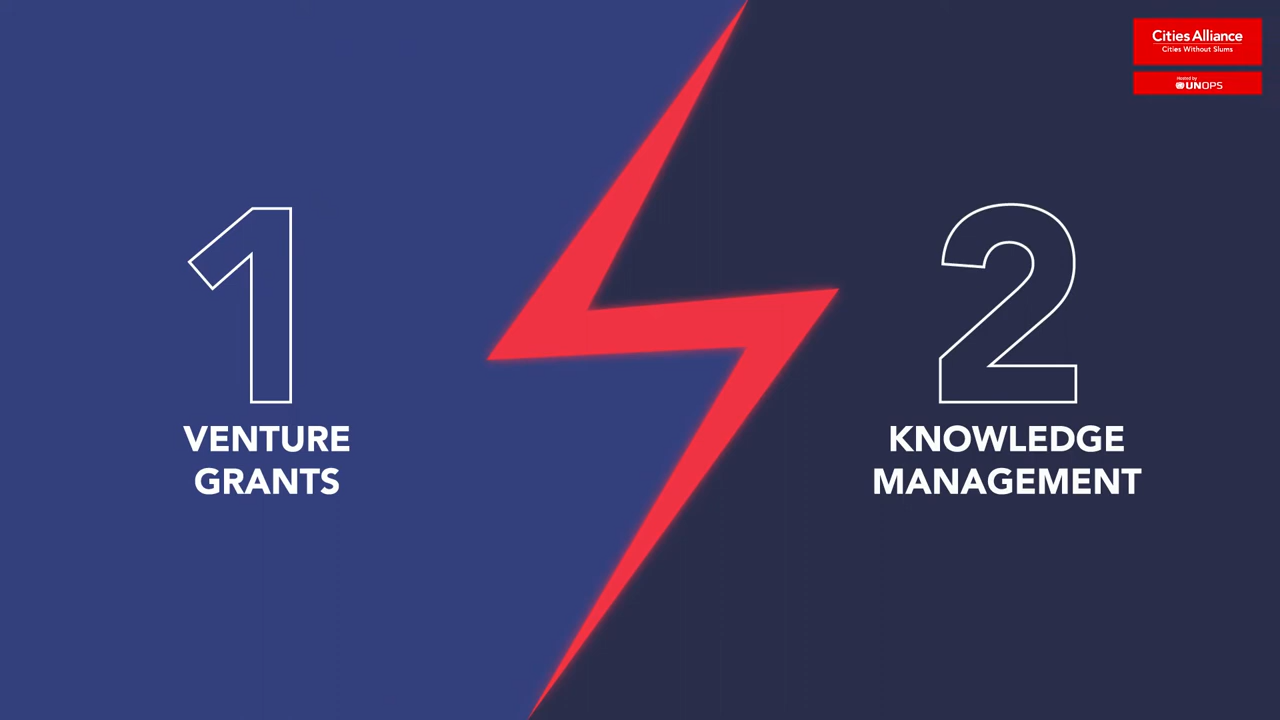 Cities Alliance
Cities Without Slums
Hosted by
UNOPS
1
VENTURE
GRANTS
2
KNOWLEDGE
MANAGEMENT